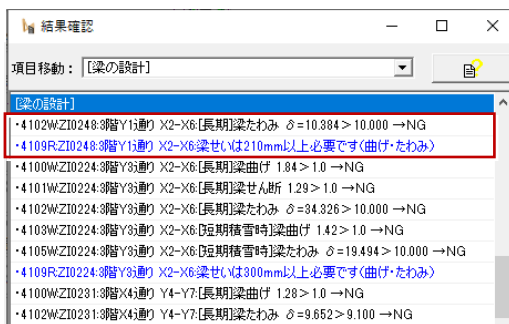 結果確認
項目移動： [梁の設計]
[梁の設計]
・4102W:ZI0248:3階Y1通り X2-X6:[長期]梁たわみ δ=10.384＞10.000 →NG
・4109R:ZI0248:3階Y1通り X2-X6:梁せいは210mm以上必要です(曲げ・たわみ)
・4100W:ZI0224:3階Y3通り X2-X6:[長期]梁曲げ 1.84＞1.0 →NG
・4101W:ZI0224:3階Y3通り X2-X6:[長期]梁せん断 1.29＞1.0 →NG
・4102W:ZI0224:3階Y3通り X2-X6:[長期]梁たわみ δ=34.326＞10.000 →NG
・4103W:ZI0224:3階Y3通り X2-X6:[短期積雪時]梁曲げ 1.42＞1.0 →NG
・4105W:ZI0224:3階Y3通り X2-X6:[短期積雪時]梁たわみ δ=19.494＞10.000 →NG
・4109R:ZI0224:3階Y3通り X2-X6:梁せいは300mm以上必要です(曲げ・たわみ)
・4100W:ZI0231:3階X4通り Y4-Y7:[長期]梁曲げ 1.28＞1.0 →NG
・4102W:ZI0231:3階X4通り Y4-Y7:[長期]梁たわみ δ=9.652＞9.100 →NG